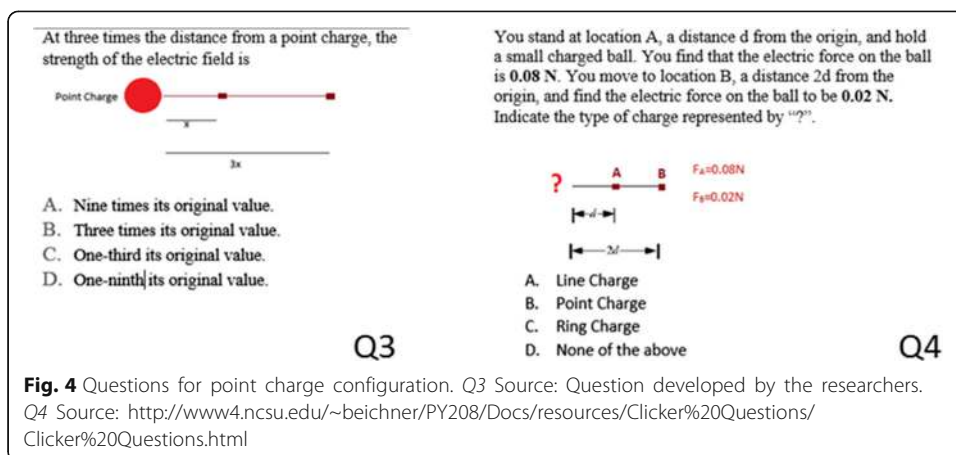 At three times the distance from a point charge, the
strength of the electric field is
Point Charge
x
3x
A. Nine times its original value.
B. Three times its original value.
C. One-third its original value.
D. One-ninth its original value.
Q3
You stand at location A, a distance d from the origin, and hold
a small charged ball. You find that the electric force on the ball
is 0.08 N. You move to location B, a distance 2d from the
origin, and find the electric force on the ball to be 0.02 N.
Indicate the type of charge represented by “?”.
? A B FA=0.08N
FB=0.02N
d
2d
A. Line Charge
B. Point Charge
C. Ring Charge
D. None of the above
Q4
Fig. 4 Questions for point charge configuration. Q3 Source: Question developed by the researchers.
Q4 Source: http://www4.ncsu.edu/~beichner/PY208/Docs/resources/Clicker%20Questions/
Clicker%20Questions.html